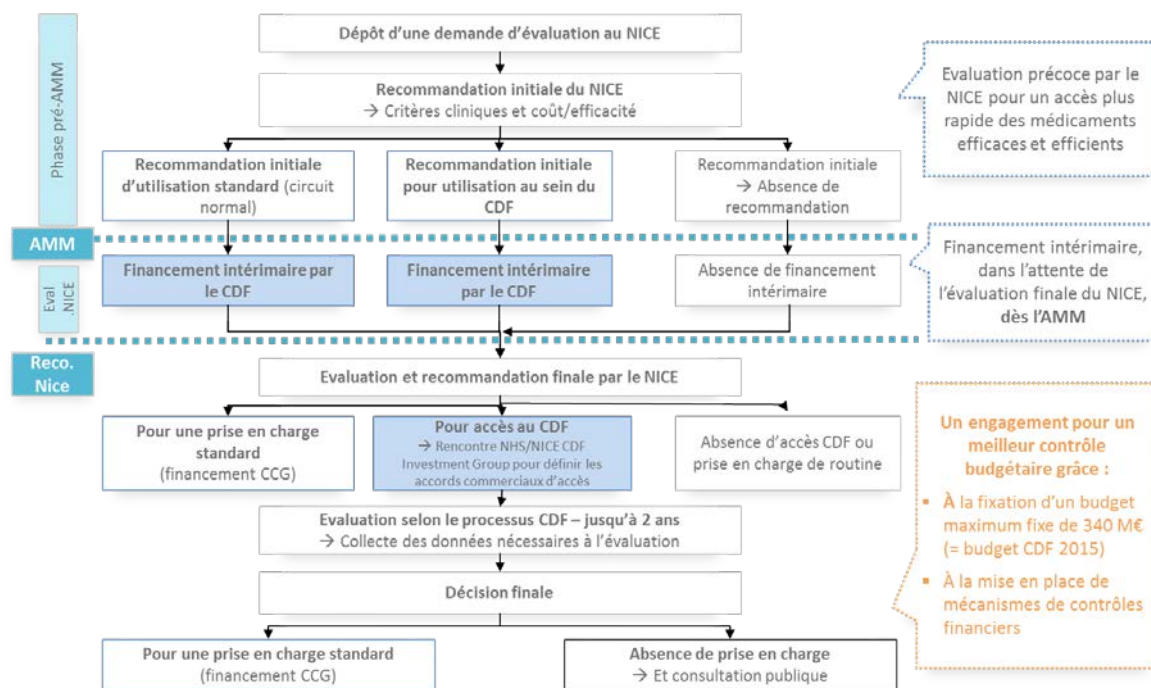 Phase pré-AMM
Dépôt d'une demande d'évaluation au NICE
Recommandation initiale du NICE
→ Critères cliniques et coût/efficacité
Evaluation précoce par le
NICE pour un accès plus
rapide des médicaments
efficaces et efficients
Recommandation initiale
d'utilisation standard (circuit
normal)
Recommandation initiale
pour utilisation au sein du
CDF
Recommandation initiale
→ Absence de
recommandation
AMM
Eval
.NICE
Financement intérimaire par
le CDF
Financement intérimaire
par le CDF
Absence de financement
intérimaire
Financement intérimaire,
dans l'attente de
l'évaluation finale du NICE,
dès l'AMM
Reco.
Nice
Evaluation et recommandation finale par le NICE
Pour une prise en charge
standard
(financement CCG)
Pour accès au CDF
→ Rencontre NHS/NICE CDF
Investment Group pour définir les
accords commerciaux d'accès
Absence d'accès CDF ou
prise en charge de routine
Un engagement pour un
meilleur contrôle
budgétaire grâce :
▪ À la fixation d'un budget
maximum fixe de 340 M€
(= budget CDF 2015)
▪ À la mise en place de
mécanismes de contrôles
financiers
Evaluation selon le processus CDF – jusqu'à 2 ans
→ Collecte des données nécessaires à l'évaluation
Décision finale
Pour une prise en charge standard
(financement CCG)
Absence de prise en charge
→ Et consultation publique